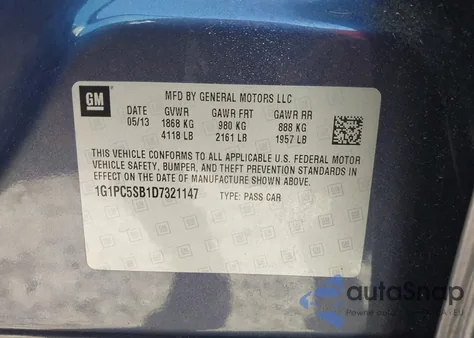 GM
MFD BY GENERAL MOTORS LLC
DATE GVWR GAWR FRT GAWR RR
05/13 1868 KG 980 KG 888 KG
4118 LB 2161 LB 1957 LB
THIS VEHICLE CONFORMS TO ALL APPLICABLE U.S. FEDERAL MOTOR
VEHICLE SAFETY, BUMPER, AND THEFT PREVENTION STANDARDS IN
EFFECT ON THE DATE OF MANUFACTURE SHOWN ABOVE.
1G1PC5SB1D7321147 TYPE: PASS CAR
autoSnap